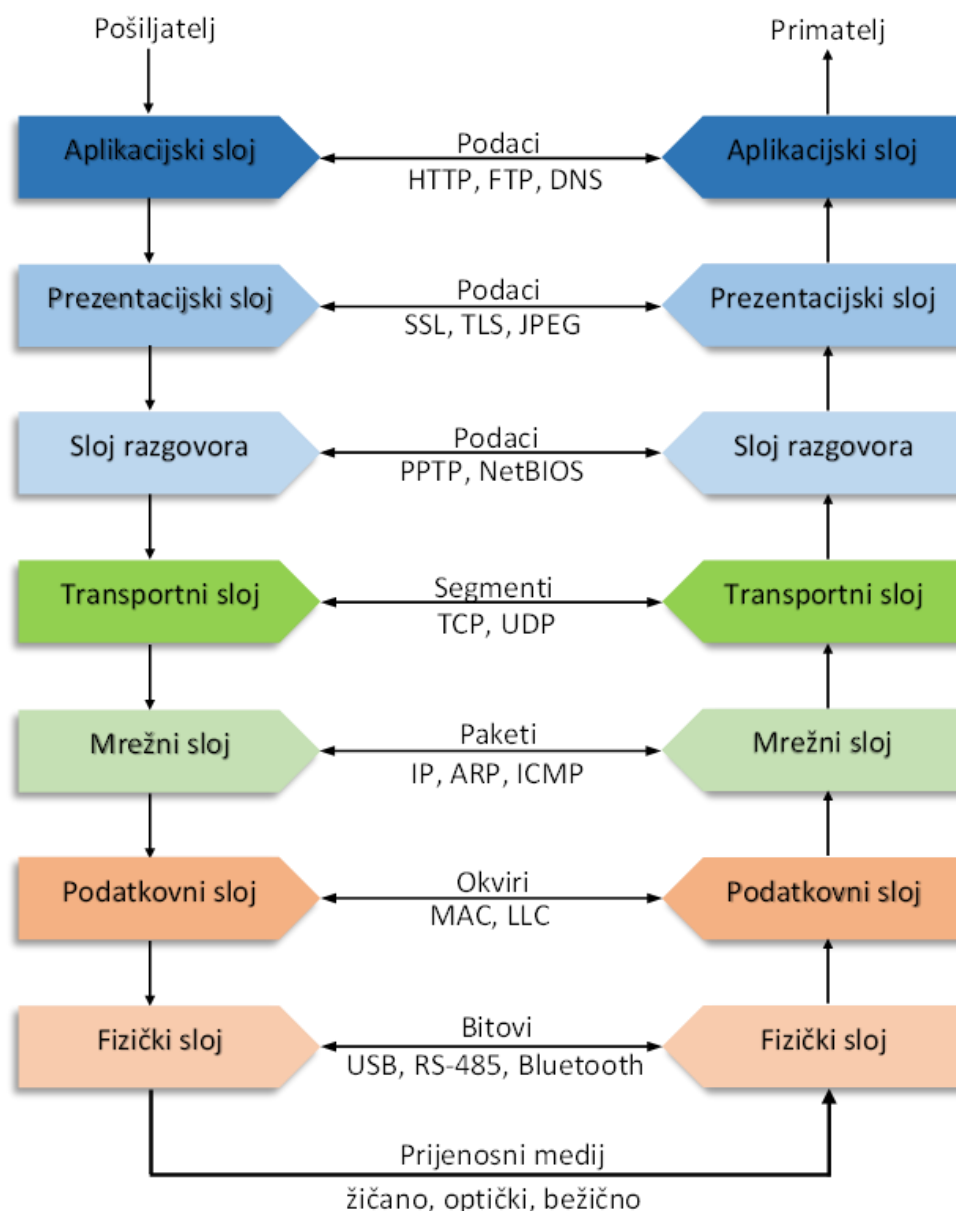 Pošiljatelj
Primatelj
Aplikacijski sloj
Podaci
HTTP, FTP, DNS
Aplikacijski sloj
Prezentacijski sloj
Podaci
SSL, TLS, JPEG
Prezentacijski sloj
Sloj razgovora
Podaci
PPTP, NetBIOS
Sloj razgovora
Transportni sloj
Segmenti
TCP, UDP
Transportni sloj
Mrežni sloj
Paketi
IP, ARP, ICMP
Mrežni sloj
Podatkovni sloj
Okviri
MAC, LLC
Podatkovni sloj
Fizički sloj
Bitovi
USB, RS-485, Bluetooth
Fizički sloj
Prijenosni medij
žičano, optički, bežično